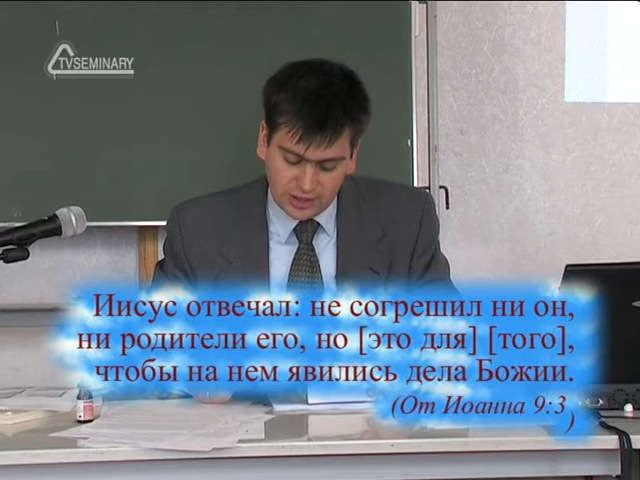 TVSEMINARY
Иисус отвечал: не согрешил ни он,
ни родители его, но [это для] [того],
чтобы на нем явились дела Божии.
(От Иоанна 9:3
)